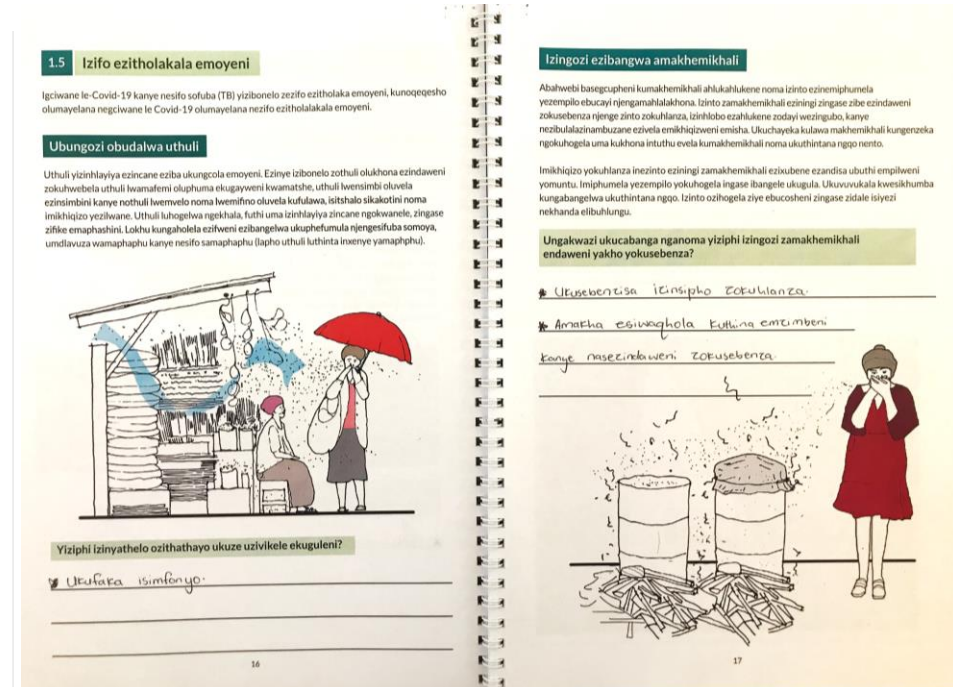 1.5 Izifo ezitholakala emoyeni
Igciwane le-Covid-19 kanye nesifo sofuba (TB) yizibonelo zezifo ezitholaka emoyeni, kunoqeqesho
olumayelana negciwane le Covid-19 olumayelana nezifo ezitholalakala emoyeni.
Ubungozi obudalwa uthuli
Uthuli yizinhlayiya ezincane eziba ukungcola emoyeni. Ezinye izibonelo zothuli olukhona ezindaweni
zokuhwebela uthuli lwamafemi oluphuma ekugayweni kwamatshe, uthuli lwensimbi oluvela
ezinsimbini kanye nothuli lwemvelo noma lwemifino oluvela kufulawa, isitshalo sikakotini noma
imikhiqizo yezilwane. Uthuli luhogelwa ngekhala, futhi uma izinhlayiya zincane ngokwanele, zingase
zifike emaphashini. Lokhu kungaholela ezifweni ezibangelwa ukuphefumula njengesifuba somoya,
umdlavuza wamaphaphu kanye nesifo samaphaphu (lapho uthuli luthinta inxenye yamaphphu).
Yiziphi izinyathelo ozithathayo ukuze uzivikele ekuguleni?
Ukufaka isimfonyo.
16
Izingozi ezibangwa amakhemikhali
Abahwebi basegcupheni kumakhemikhali ahlukahlukene noma izinto ezinemiphumela
yezempilo ebucayi njengamahlalakhona. Izinto zamakhemikhali eziningi zingase zibe ezindaweni
zokusebenza njenge zinto zokuhlanza, izinhlobo ezahlukene zodayi wezingubo, kanye
nezibulalazinambuzane ezivela emikhiqizweni emisha. Ukuchayeka kulawa makhemikhali kungenzeka
ngokuhogela uma kukhona intuthu evela kumakhemikhali noma ukuthintana ngqo nento.
Imikhiqizo yokuhlanza inezinto eziningi zamakhemikhali ezixubene ezandisa ubuthi empilweni
yomuntu. Imiphumela yezempilo yokuhogela ingase ibangele ukugula. Ukuvuvukala kwesikhumba
kungabangelwa ukuthintana ngqo. Izinto ozihogela ziye ebucosheni zingase zidale isiyezi
nekhanda elibuhlungu.
Ungakwazi ukucabanga nganoma yiziphi izingozi zamakhemikhali
endaweni yakho yokusebenza?
* Ukusebenzisa izinsipho zokuhlanza.
* Amakha esiwaghola kuthina emzimbeni
kanye nasezindaweni zokusebenza.
17